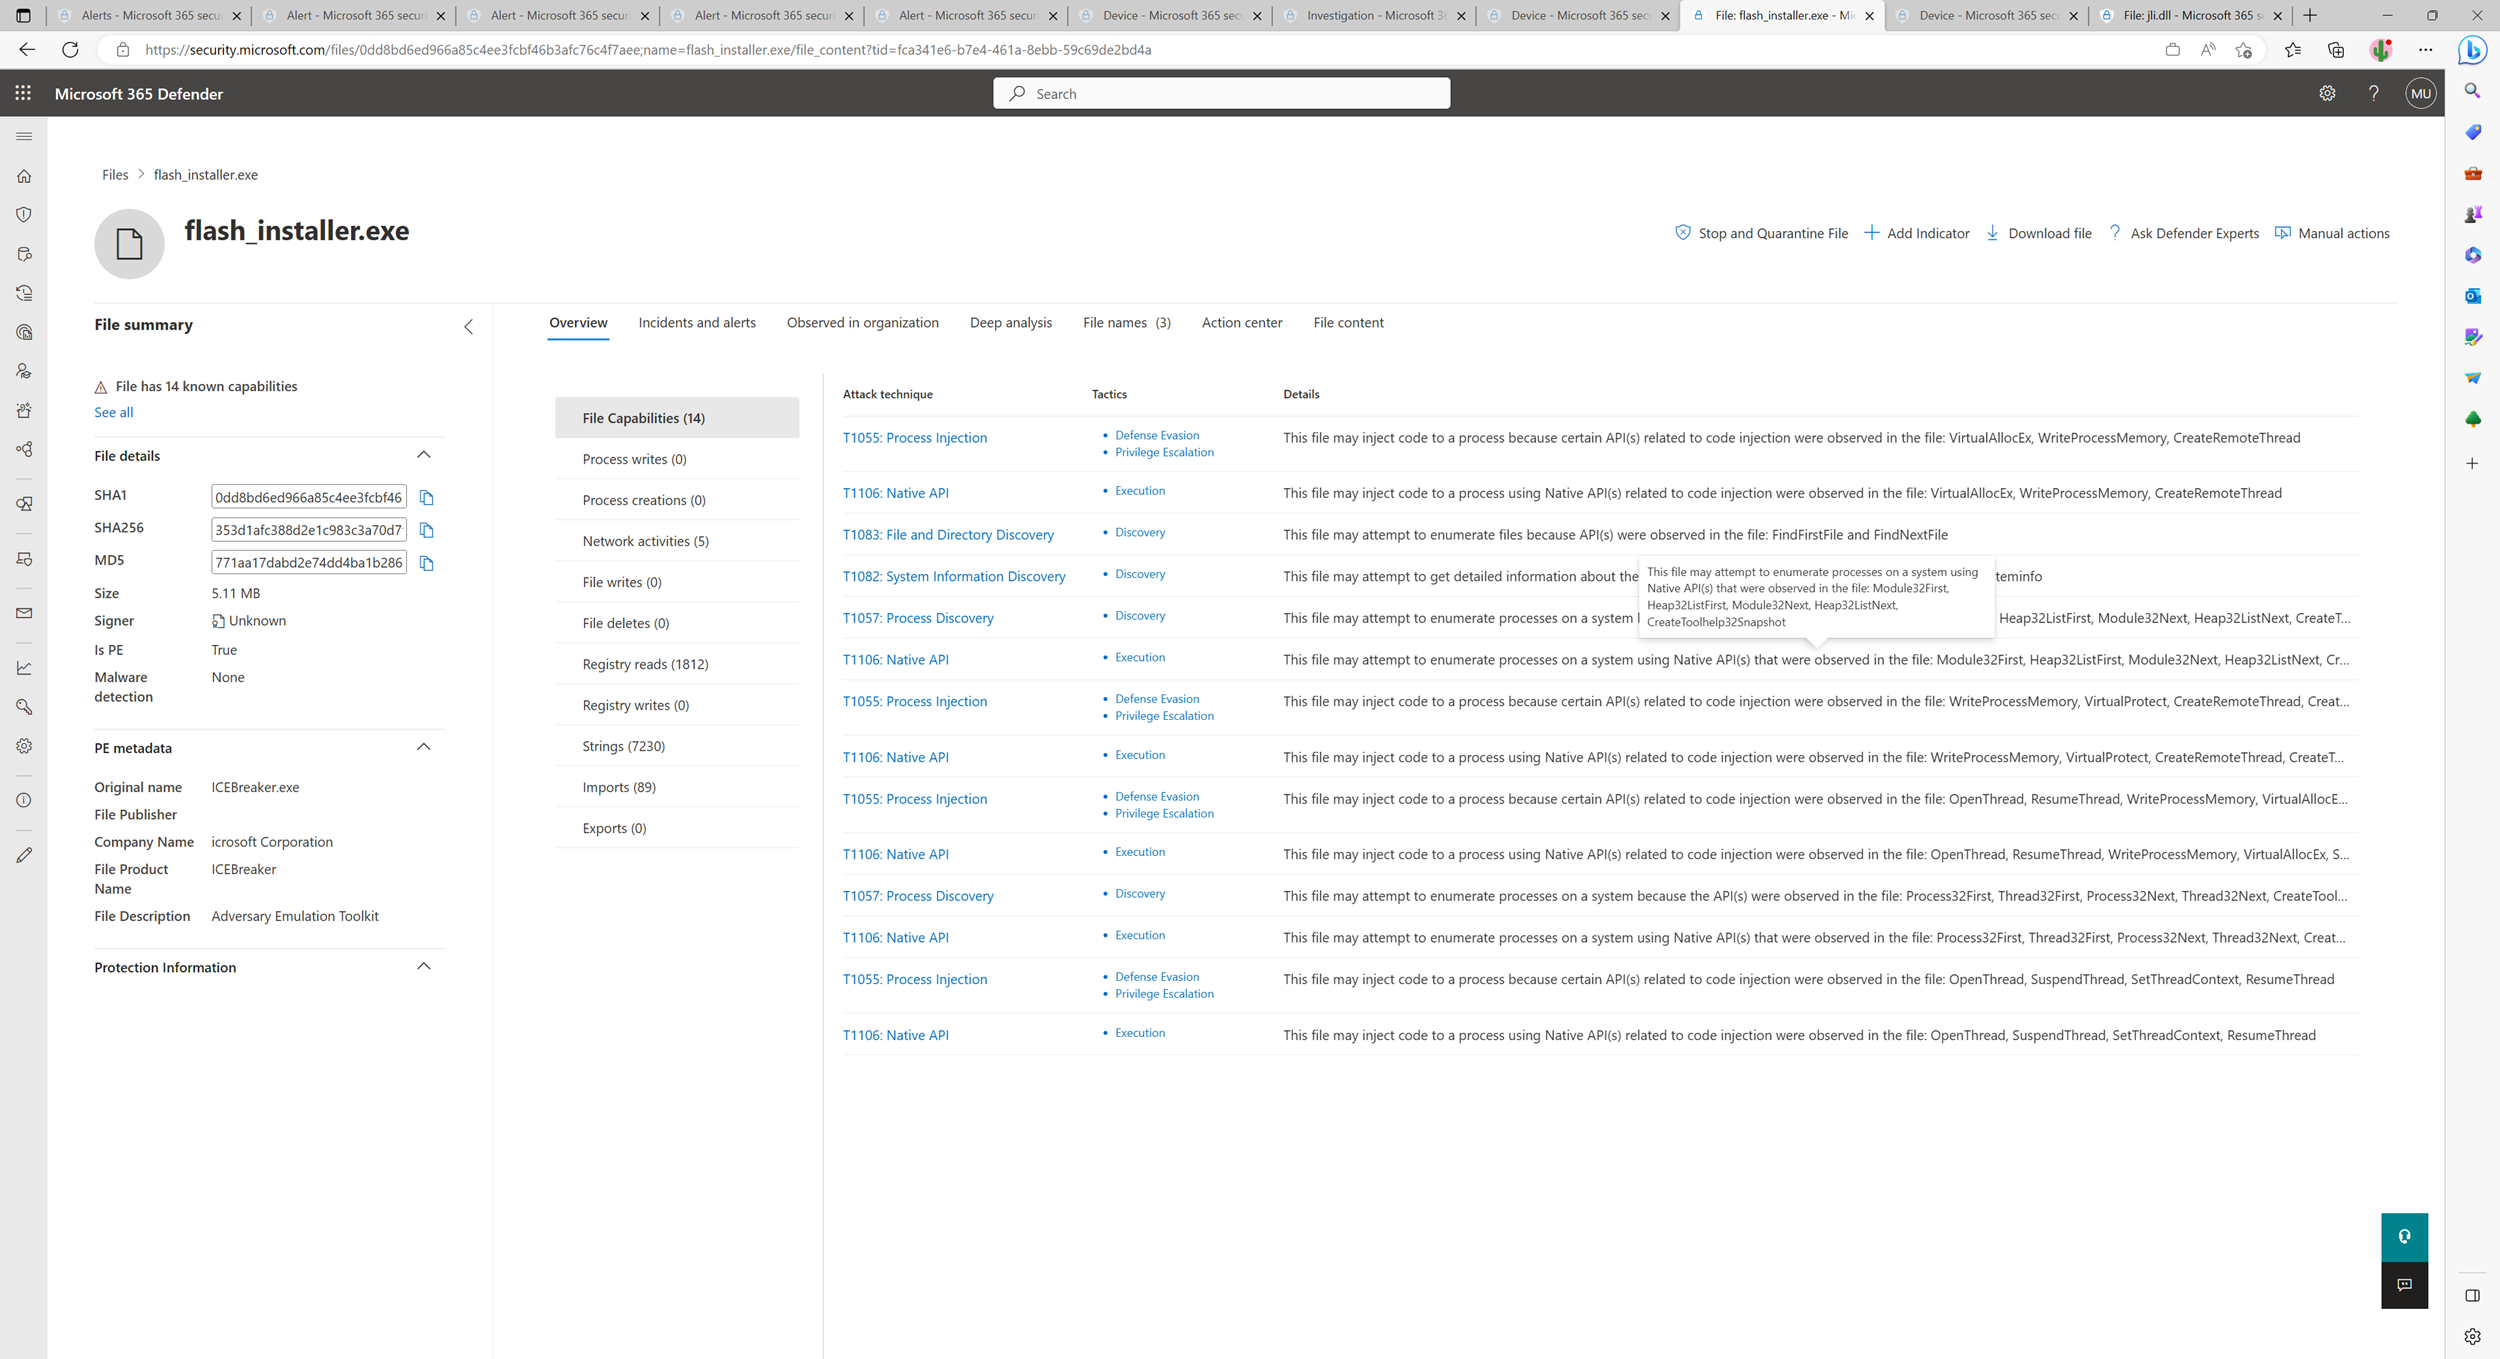 Alerts - Microsoft 365 secu
Alert - Microsoft 365 secur
Alert - Microsoft 365 secur
Alert - Microsoft 365 secur
Alert - Microsoft 365 secur
Device - Microsoft 365 sec
Investigation - Microsoft 3
Device - Microsoft 365 sec
File: flash_installer.exe - Mi
Device - Microsoft 365 sec
File: jli.dll - Microsoft 365 s
https://security.microsoft.com/files/0dd8bd6ed966a85c4ee3fcbf46b3afc76c4f7aee;name=flash_installer.exe/file_content?tid=fca341e6-b7e4-461a-8ebb-59c69de2bd4a
Microsoft 365 Defender
Search
MU
Files > flash_installer.exe
flash_installer.exe
Stop and Quarantine File
Add Indicator
Download file
Ask Defender Experts
Manual actions
File summary
Overview
Incidents and alerts
Observed in organization
Deep analysis
File names (3)
Action center
File content
File has 14 known capabilities
See all
File details
SHA1 0dd8bd6ed966a85c4ee3fcbf46
SHA256 353d1afc388d2e1c983c3a70d7
MD5 771aa17dabd2e74dd4ba1b286
Size 5.11 MB
Signer Unknown
Is PE True
Malware detection None
PE metadata
Original name ICEBreaker.exe
File Publisher
Company Name icrosoft Corporation
File Product Name ICEBreaker
File Description Adversary Emulation Toolkit
Protection Information
File Capabilities (14)
Process writes (0)
Process creations (0)
Network activities (5)
File writes (0)
File deletes (0)
Registry reads (1812)
Registry writes (0)
Strings (7230)
Imports (89)
Exports (0)
Attack technique Tactics Details
T1055: Process Injection • Defense Evasion • Privilege Escalation This file may inject code to a process because certain API(s) related to code injection were observed in the file: VirtualAllocEx, WriteProcessMemory, CreateRemoteThread
T1106: Native API • Execution This file may inject code to a process using Native API(s) related to code injection were observed in the file: VirtualAllocEx, WriteProcessMemory, CreateRemoteThread
T1083: File and Directory Discovery • Discovery This file may attempt to enumerate files because API(s) were observed in the file: FindFirstFile and FindNextFile
T1082: System Information Discovery • Discovery This file may attempt to get detailed information about the teminfo
This file may attempt to enumerate processes on a system using
Native API(s) that were observed in the file: Module32First,
Heap32ListFirst, Module32Next, Heap32ListNext,
CreateToolhelp32Snapshot
T1057: Process Discovery • Discovery This file may attempt to enumerate processes on a system Heap32ListFirst, Module32Next, Heap32ListNext, CreateT...
T1106: Native API • Execution This file may attempt to enumerate processes on a system using Native API(s) that were observed in the file: Module32First, Heap32ListFirst, Module32Next, Heap32ListNext, Cr...
T1055: Process Injection • Defense Evasion • Privilege Escalation This file may inject code to a process because certain API(s) related to code injection were observed in the file: WriteProcessMemory, VirtualProtect, CreateRemoteThread, Creat...
T1106: Native API • Execution This file may inject code to a process using Native API(s) related to code injection were observed in the file: WriteProcessMemory, VirtualProtect, CreateRemoteThread, CreateT...
T1055: Process Injection • Defense Evasion • Privilege Escalation This file may inject code to a process because certain API(s) related to code injection were observed in the file: OpenThread, ResumeThread, WriteProcessMemory, VirtualAllocE...
T1106: Native API • Execution This file may inject code to a process using Native API(s) related to code injection were observed in the file: OpenThread, ResumeThread, WriteProcessMemory, VirtualAllocEx, S...
T1057: Process Discovery • Discovery This file may attempt to enumerate processes on a system because the API(s) were observed in the file: Process32First, Thread32First, Process32Next, Thread32Next, CreateTool...
T1106: Native API • Execution This file may attempt to enumerate processes on a system using Native API(s) that were observed in the file: Process32First, Thread32First, Process32Next, Thread32Next, Creat...
T1055: Process Injection • Defense Evasion • Privilege Escalation This file may inject code to a process because certain API(s) related to code injection were observed in the file: OpenThread, SuspendThread, SetThreadContext, ResumeThread
T1106: Native API • Execution This file may inject code to a process using Native API(s) related to code injection were observed in the file: OpenThread, SuspendThread, SetThreadContext, ResumeThread